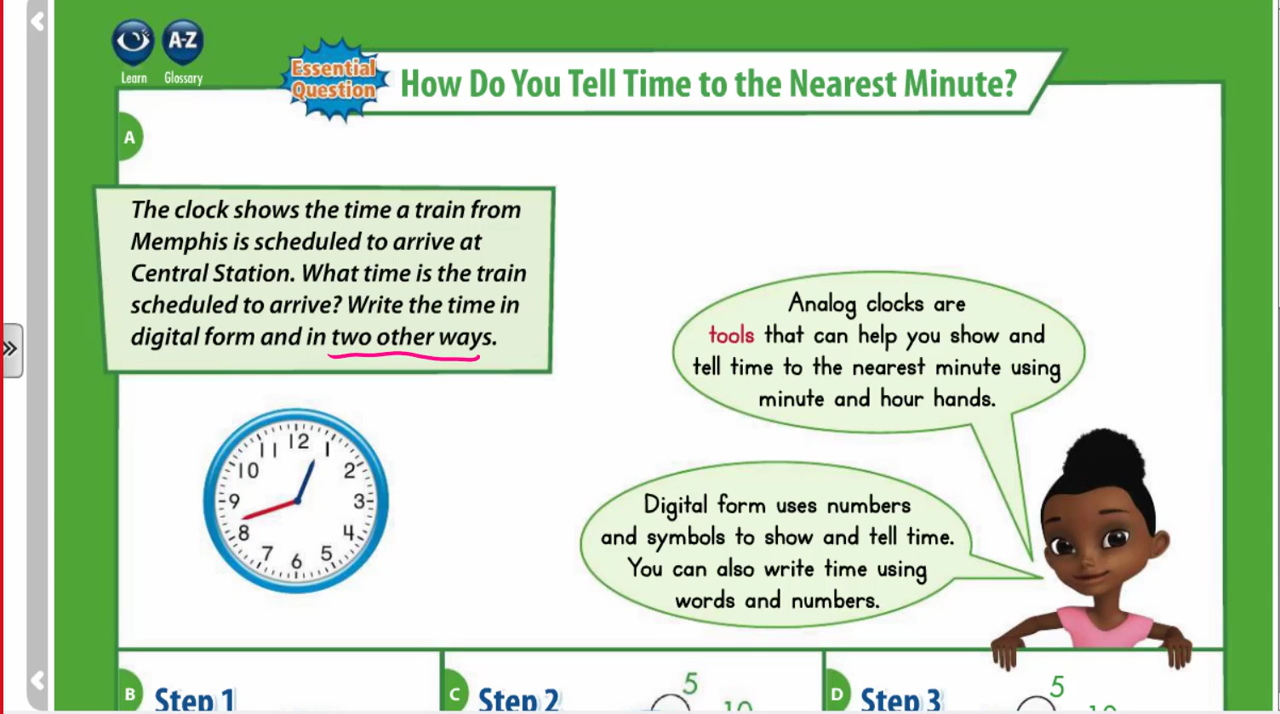 Learn
A-Z
Glossary
Essential
Question
How Do You Tell Time to the Nearest Minute?
A
The clock shows the time a train from
Memphis is scheduled to arrive at
Central Station. What time is the train
scheduled to arrive? Write the time in
digital form and in two other ways.
Analog clocks are
tools that can help you show and
tell time to the nearest minute using
minute and hour hands.
12
1
2
3
4
5
6
7
8
9
10
11
Digital form uses numbers
and symbols to show and tell time.
You can also write time using
words and numbers.
B
Step 1
C
Step 2
5
10
D
Step 3
5
10